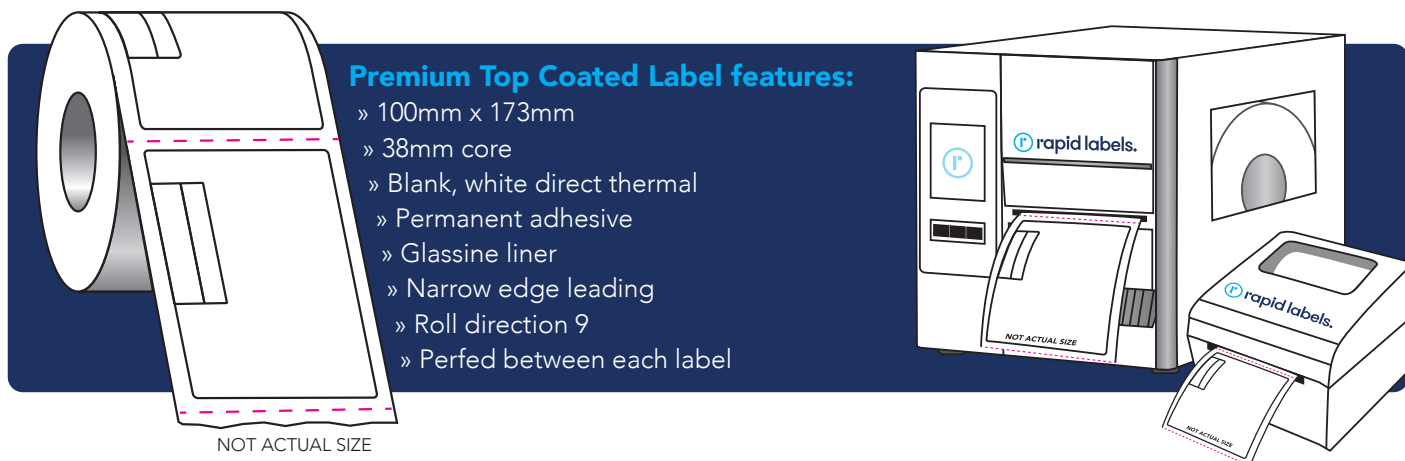 Premium Top Coated Label features:
» 100mm x 173mm
» 38mm core
» Blank, white direct thermal
» Permanent adhesive
» Glassine liner
» Narrow edge leading
» Roll direction 9
» Perfed between each label
NOT ACTUAL SIZE
r rapid labels.
r
NOT ACTUAL SIZE
r rapid labels.
NOT ACTUAL SIZE